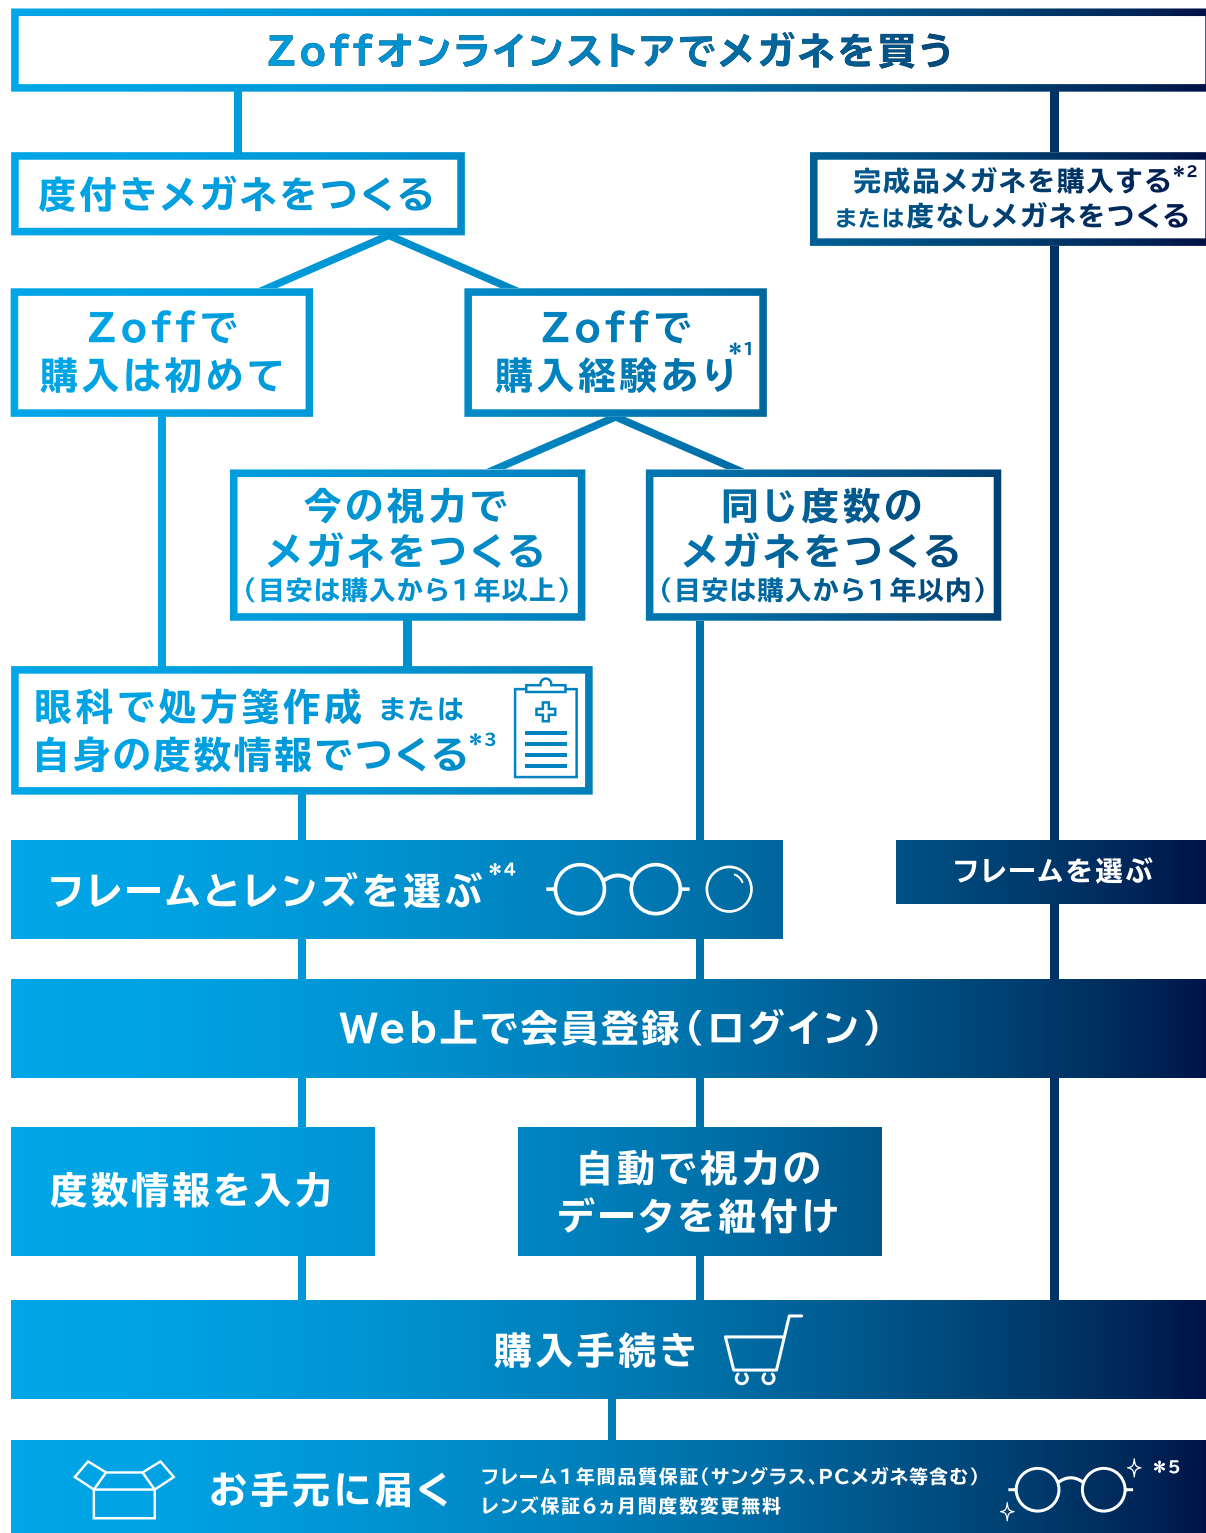 Zoffオンラインストアでメガネを買う
度付きメガネをつくる
完成品メガネを購入する*2
または度なしメガネをつくる
Zoffで
購入は初めて
Zoffで
購入経験あり*1
今の視力で
メガネをつくる
(目安は購入から1年以上)
同じ度数の
メガネをつくる
(目安は購入から1年以内)
眼科で処方箋作成 または
自身の度数情報でつくる*3
フレームとレンズを選ぶ*4
フレームを選ぶ
Web上で会員登録(ログイン)
度数情報を入力
自動で視力の
データを紐付け
購入手続き
お手元に届く
フレーム1年間品質保証(サングラス、PCメガネ等含む)
レンズ保証6ヵ月間度数変更無料
*5